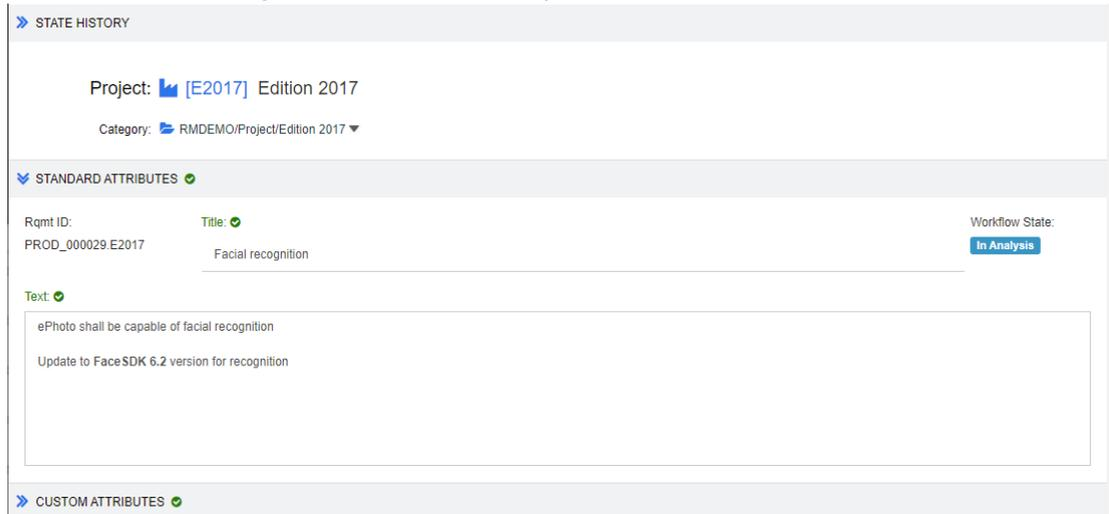 STATE HISTORY
Project: [E2017] Edition 2017
Category: RMDEMO/Project/Edition 2017
STANDARD ATTRIBUTES
Rqmt ID: Title: Workflow State:
PROD_000029.E2017 Facial recognition In Analysis
Text:
ePhoto shall be capable of facial recognition
Update to FaceSDK 6.2 version for recognition
CUSTOM ATTRIBUTES